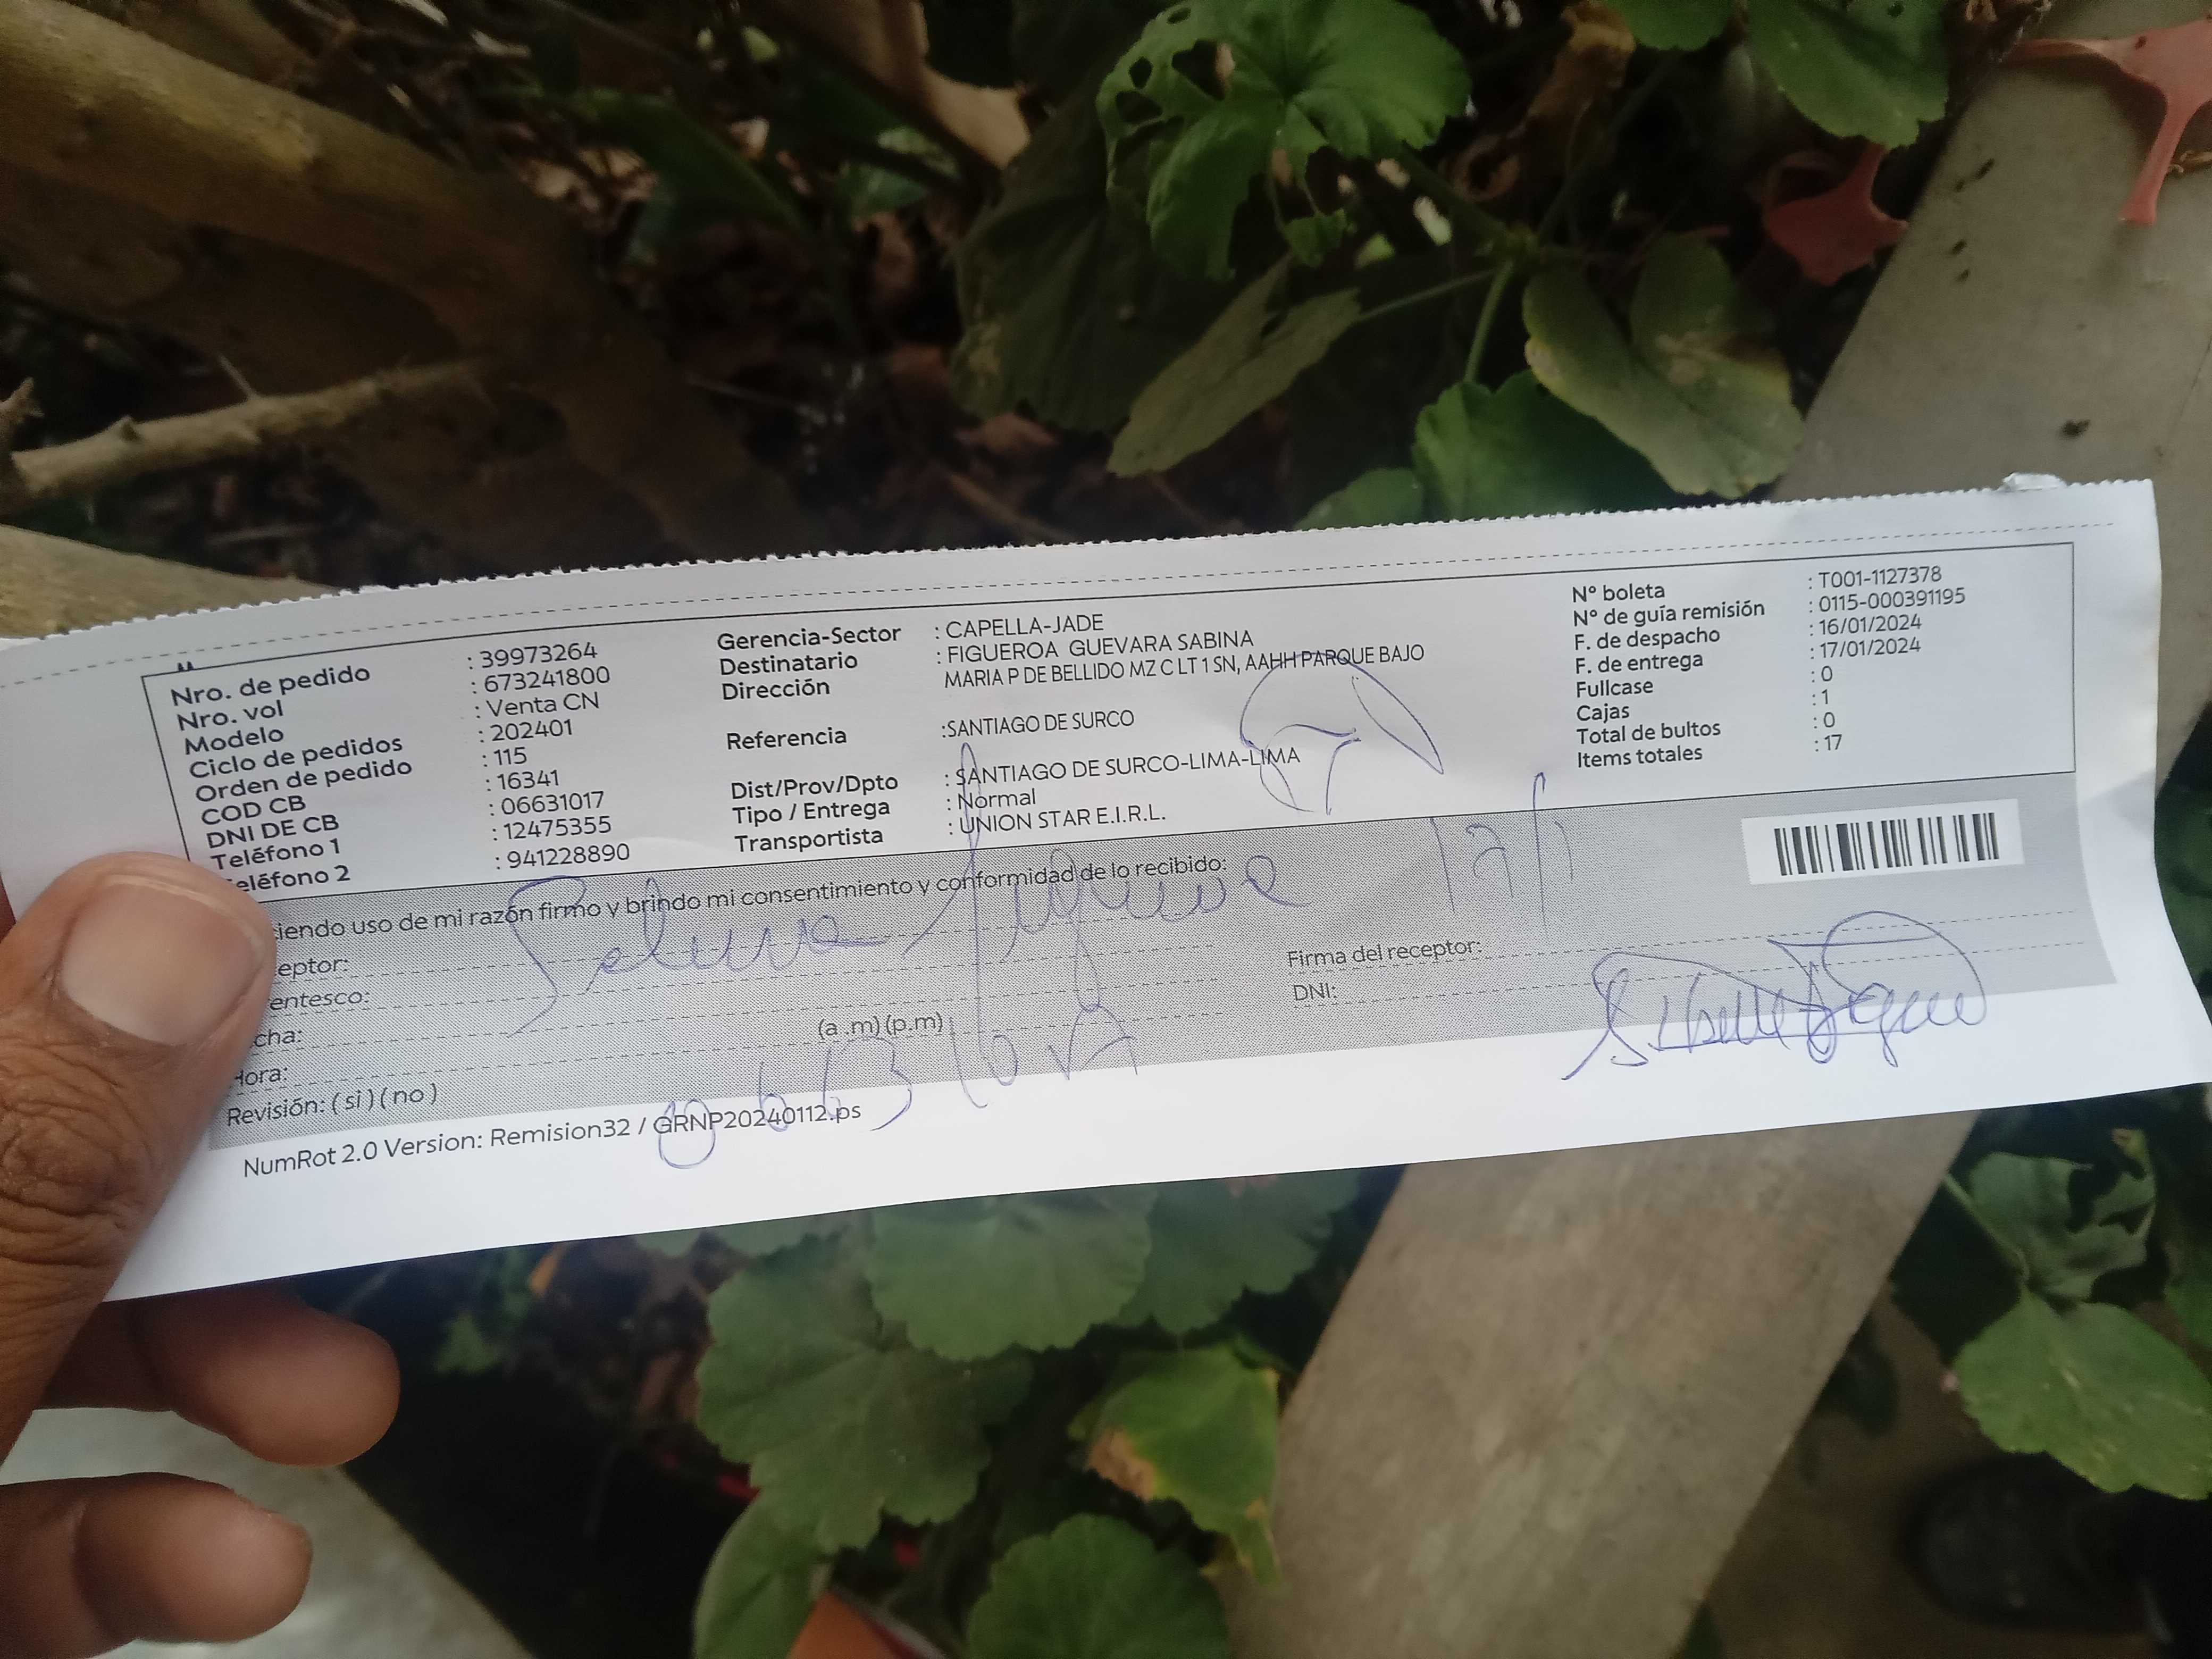 Nro. de pedido : 39973264
Nro. vol : 673241800
Modelo : Venta CN
Ciclo de pedidos : 202401
Orden de pedido : 115
COD CB : 16341
DNI DE CB : 06631017
Teléfono 1 : 12475355
eléfono 2 : 941228890
Gerencia-Sector : CAPELLA-JADE
Destinatario : FIGUEROA GUEVARA SABINA
Dirección MARIA P DE BELLIDO MZ C LT 1 SN, AAHH PARQUE BAJO
Referencia :SANTIAGO DE SURCO
Dist/Prov/Dpto : SANTIAGO DE SURCO-LIMA-LIMA
Tipo / Entrega : Normal
Transportista : UNION STAR E.I.R.L.
Nº boleta : T001-1127378
Nº de guía remisión : 0115-000391195
F. de despacho : 16/01/2024
F. de entrega : 17/01/2024
Fullcase : 0
Cajas : 1
Total de bultos : 0
Items totales : 17
iendo uso de mi razón firmo y brindo mi consentimiento y conformidad de lo recibido:
eptor:
entesco:
cha:
Hora: (a .m) (p.m)
Revisión: ( si ) ( no )
Firma del receptor:
DNI:
NumRot 2.0 Version: Remision32 / GRNP20240112.ps